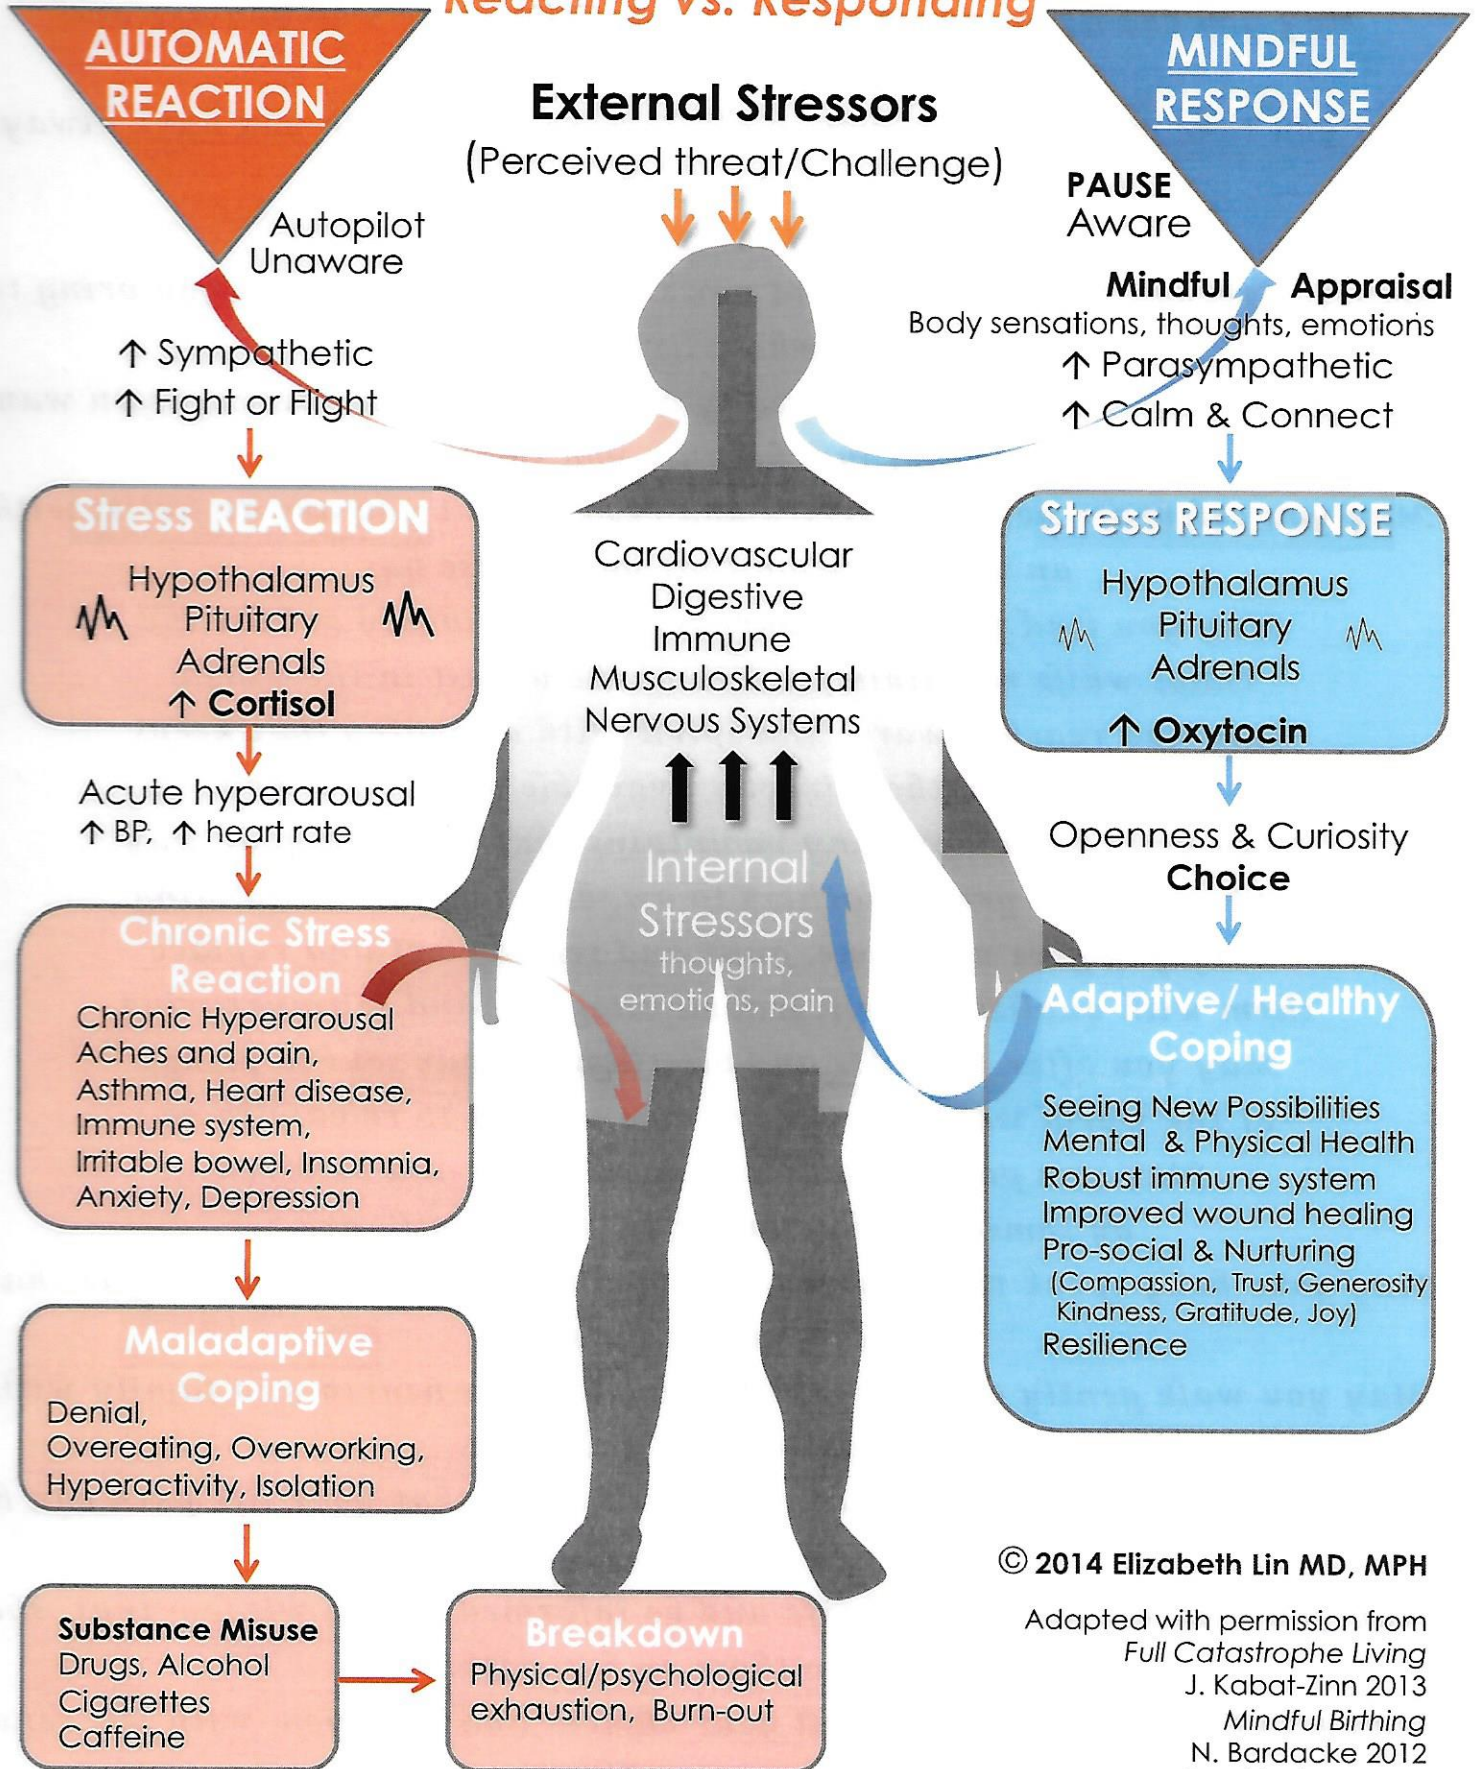 Reacting vs. Responding
AUTOMATIC
REACTION
Autopilot
Unaware
↑ Sympathetic
↑ Fight or Flight
Stress REACTION
Hypothalamus
Pituitary
Adrenals
↑ Cortisol
Acute hyperarousal
↑ BP, ↑ heart rate
Chronic Stress
Reaction
Chronic Hyperarousal
Aches and pain,
Asthma, Heart disease,
Immune system,
Irritable bowel, Insomnia,
Anxiety, Depression
Maladaptive
Coping
Denial,
Overeating, Overworking,
Hyperactivity, Isolation
Substance Misuse
Drugs, Alcohol
Cigarettes
Caffeine
Breakdown
Physical/psychological
exhaustion, Burn-out
External Stressors
(Perceived threat/Challenge)
Cardiovascular
Digestive
Immune
Musculoskeletal
Nervous Systems
Internal
Stressors
thoughts,
emotions, pain
MINDFUL
RESPONSE
PAUSE
Aware
Mindful Appraisal
Body sensations, thoughts, emotions
↑ Parasympathetic
↑ Calm & Connect
Stress RESPONSE
Hypothalamus
Pituitary
Adrenals
↑ Oxytocin
Openness & Curiosity
Choice
Adaptive/ Healthy
Coping
Seeing New Possibilities
Mental & Physical Health
Robust immune system
Improved wound healing
Pro-social & Nurturing
(Compassion, Trust, Generosity
Kindness, Gratitude, Joy)
Resilience
© 2014 Elizabeth Lin MD, MPH
Adapted with permission from
Full Catastrophe Living
J. Kabat-Zinn 2013
Mindful Birthing
N. Bardacke 2012